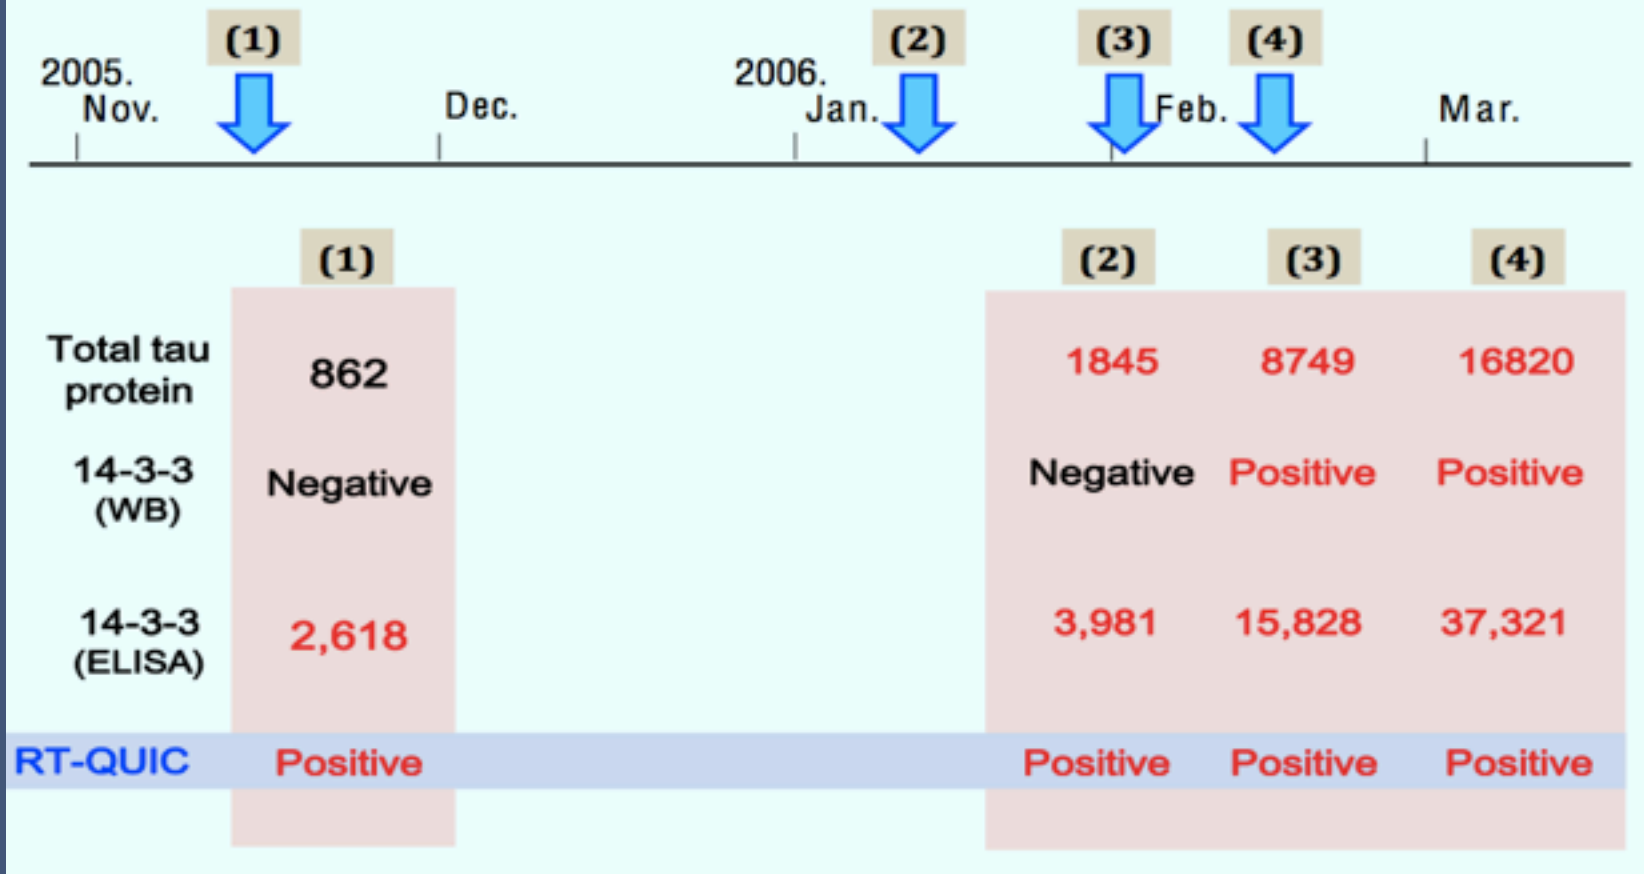 (1) (2) (3) (4)
2005. 2006.
Nov. Dec. Jan. Feb. Mar.
(1) (2) (3) (4)
Total tau
protein
862 1845 8749 16820
14-3-3
(WB)
Negative Negative Positive Positive
14-3-3
(ELISA)
2,618 3,981 15,828 37,321
RT-QUIC Positive Positive Positive Positive